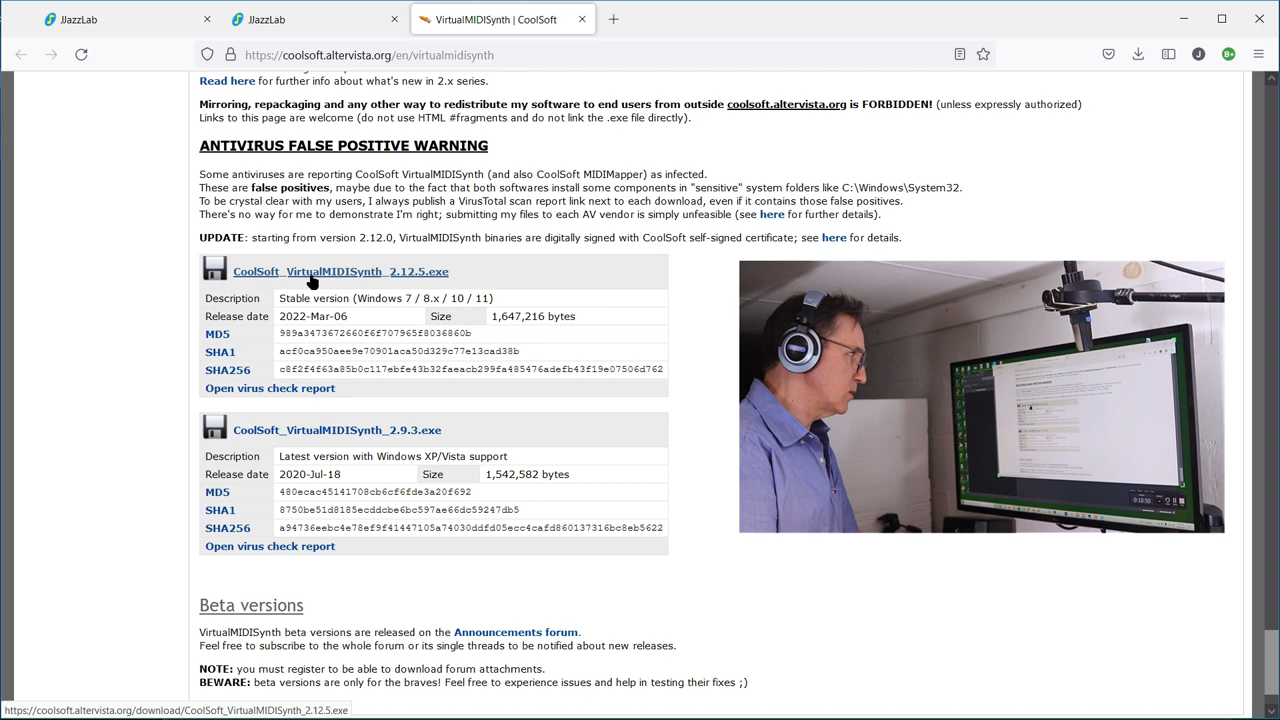 JJazzLab
JJazzLab
VirtualMIDISynth | CoolSoft
https://coolsoft.altervista.org/en/virtualmidisynth
Read here for further info about what's new in 2.x series.
Mirroring, repackaging and any other way to redistribute my software to end users from outside coolsoft.altervista.org is FORBIDDEN! (unless expressly authorized)
Links to this page are welcome (do not use HTML #fragments and do not link the .exe file directly).
ANTIVIRUS FALSE POSITIVE WARNING
Some antiviruses are reporting CoolSoft VirtualMIDISynth (and also CoolSoft MIDIMapper) as infected.
These are false positives, maybe due to the fact that both softwares install some components in "sensitive" system folders like C:\Windows\System32.
To be crystal clear with my users, I always publish a VirusTotal scan report link next to each download, even if it contains those false positives.
There's no way for me to demonstrate I'm right; submitting my files to each AV vendor is simply unfeasible (see here for further details).
UPDATE: starting from version 2.12.0, VirtualMIDISynth binaries are digitally signed with CoolSoft self-signed certificate; see here for details.
CoolSoft_VirtualMIDISynth_2.12.5.exe
Description Stable version (Windows 7 / 8.x / 10 / 11)
Release date 2022-Mar-06 Size 1,647,216 bytes
MD5 989a3473672660f6f707965f8036860b
SHA1 acf0ca950aee9e70901aca50d329c77e13cad38b
SHA256 c8f2f4f63a85b0c117ebfe43b32faeacb299fa485476adefb43f19e07506d762
Open virus check report
CoolSoft_VirtualMIDISynth_2.9.3.exe
Description Latest version with Windows XP/Vista support
Release date 2020-Jul-18 Size 1,542,582 bytes
MD5 480ecac45141708cb6cf6fde3a20f692
SHA1 8750be51d8185ecddcbe6bc597ae66d5b9247db5
SHA256 a94736eebc4e78ef9f41447105a74030ddfd05ecc4cafd860137316bc8eb5622
Open virus check report
Beta versions
VirtualMIDISynth beta versions are released on the Announcements forum.
Feel free to subscribe to the whole forum or its single threads to be notified about new releases.
NOTE: you must register to be able to download forum attachments.
BEWARE: beta versions are only for the braves! Feel free to experience issues and help in testing their fixes ;)
https://coolsoft.altervista.org/download/CoolSoft_VirtualMIDISynth_2.12.5.exe